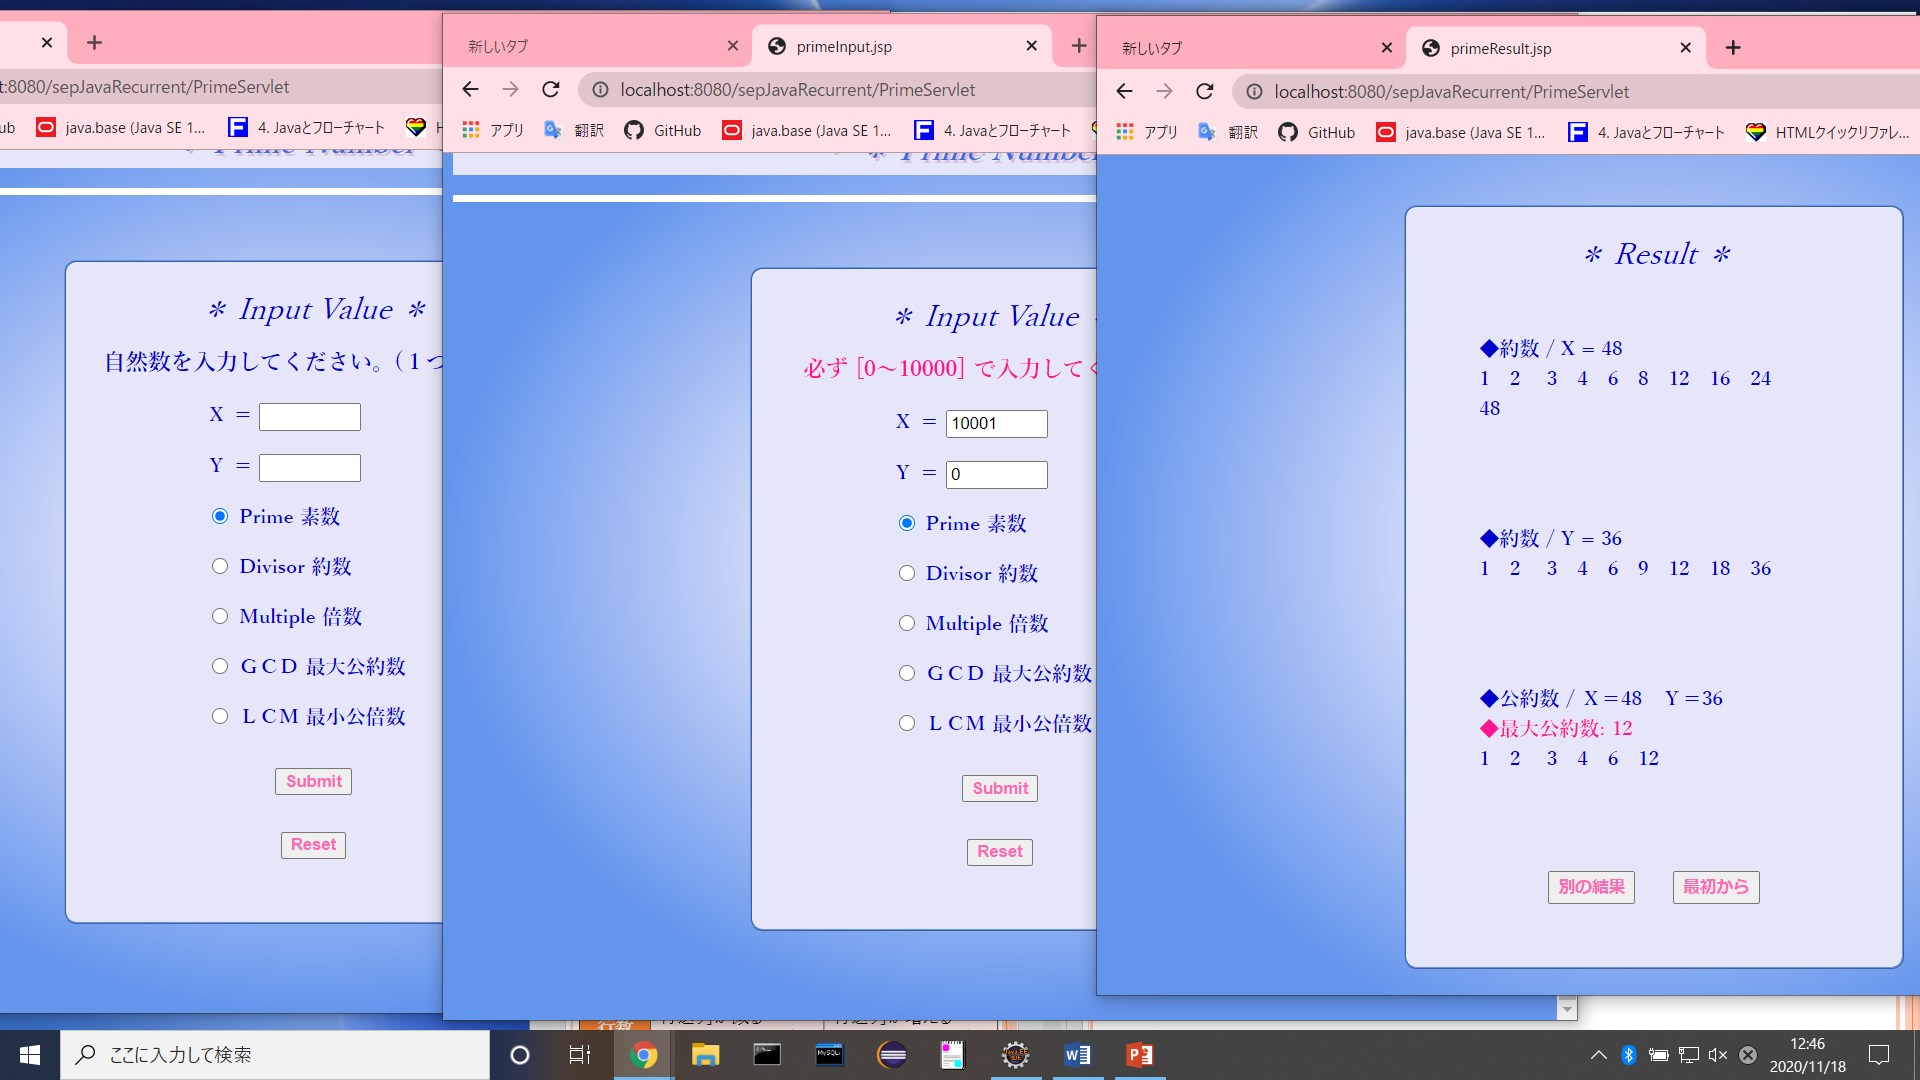 t:8080/sepJavaRecurrent/PrimeServlet
java.base (Java SE 1...
4. Javaとフローチャート
＊ Input Value ＊
自然数を入力してください。（１つ
X ＝
Y ＝
Prime 素数
Divisor 約数
Multiple 倍数
ＧＣＤ 最大公約数
ＬＣＭ 最小公倍数
Submit
Reset
新しいタブ
primeInput.jsp
localhost:8080/sepJavaRecurrent/PrimeServlet
アプリ
翻訳
GitHub
java.base (Java SE 1...
4. Javaとフローチャート
＊ Prime Number
＊ Input Value
必ず [0～10000] で入力してく
X ＝ 10001
Y ＝ 0
Prime 素数
Divisor 約数
Multiple 倍数
ＧＣＤ 最大公約数
ＬＣＭ 最小公倍数
Submit
Reset
新しいタブ
primeResult.jsp
localhost:8080/sepJavaRecurrent/PrimeServlet
アプリ
翻訳
GitHub
java.base (Java SE 1...
4. Javaとフローチャート
HTMLクイックリファレ...
＊ Result ＊
◆約数 / X = 48
1 2 3 4 6 8 12 16 24
48
◆約数 / Y = 36
1 2 3 4 6 9 12 18 36
◆公約数 / X＝48 Y＝36
◆最大公約数: 12
1 2 3 4 6 12
別の結果
最初から
ここに入力して検索
12:46
2020/11/18